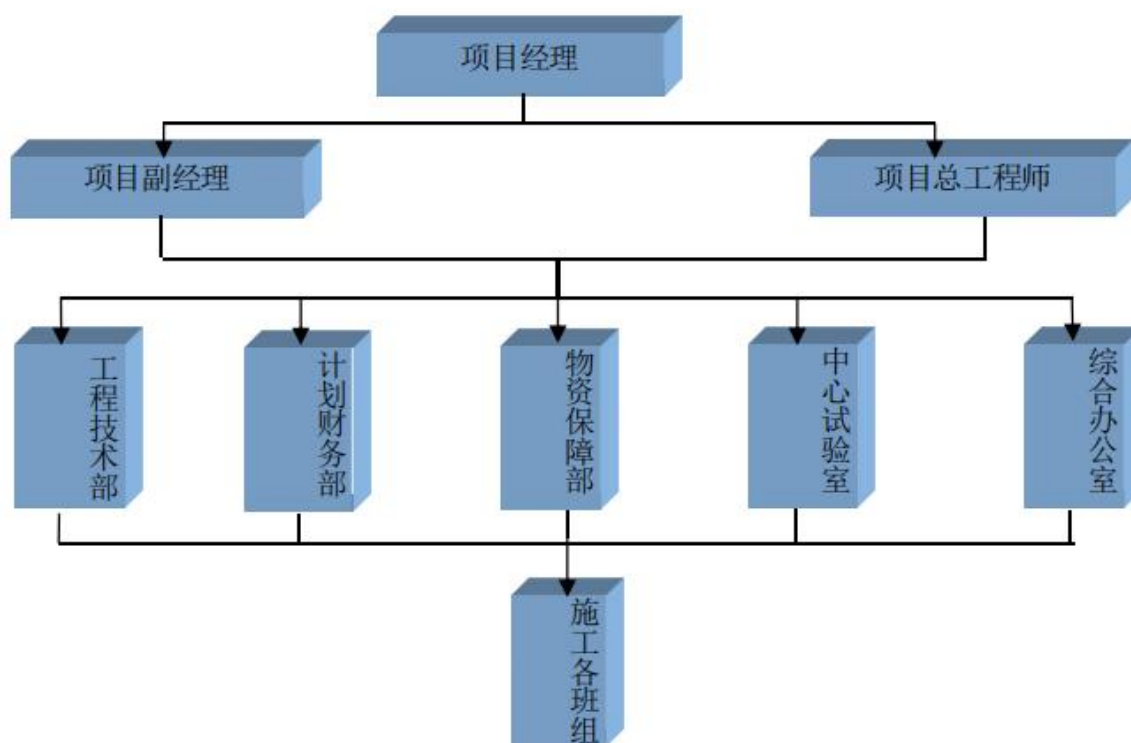 项目经理
项目副经理
项目总工程师
工程技术部
计划财务部
物资保障部
中心试验室
综合办公室
施工各班组